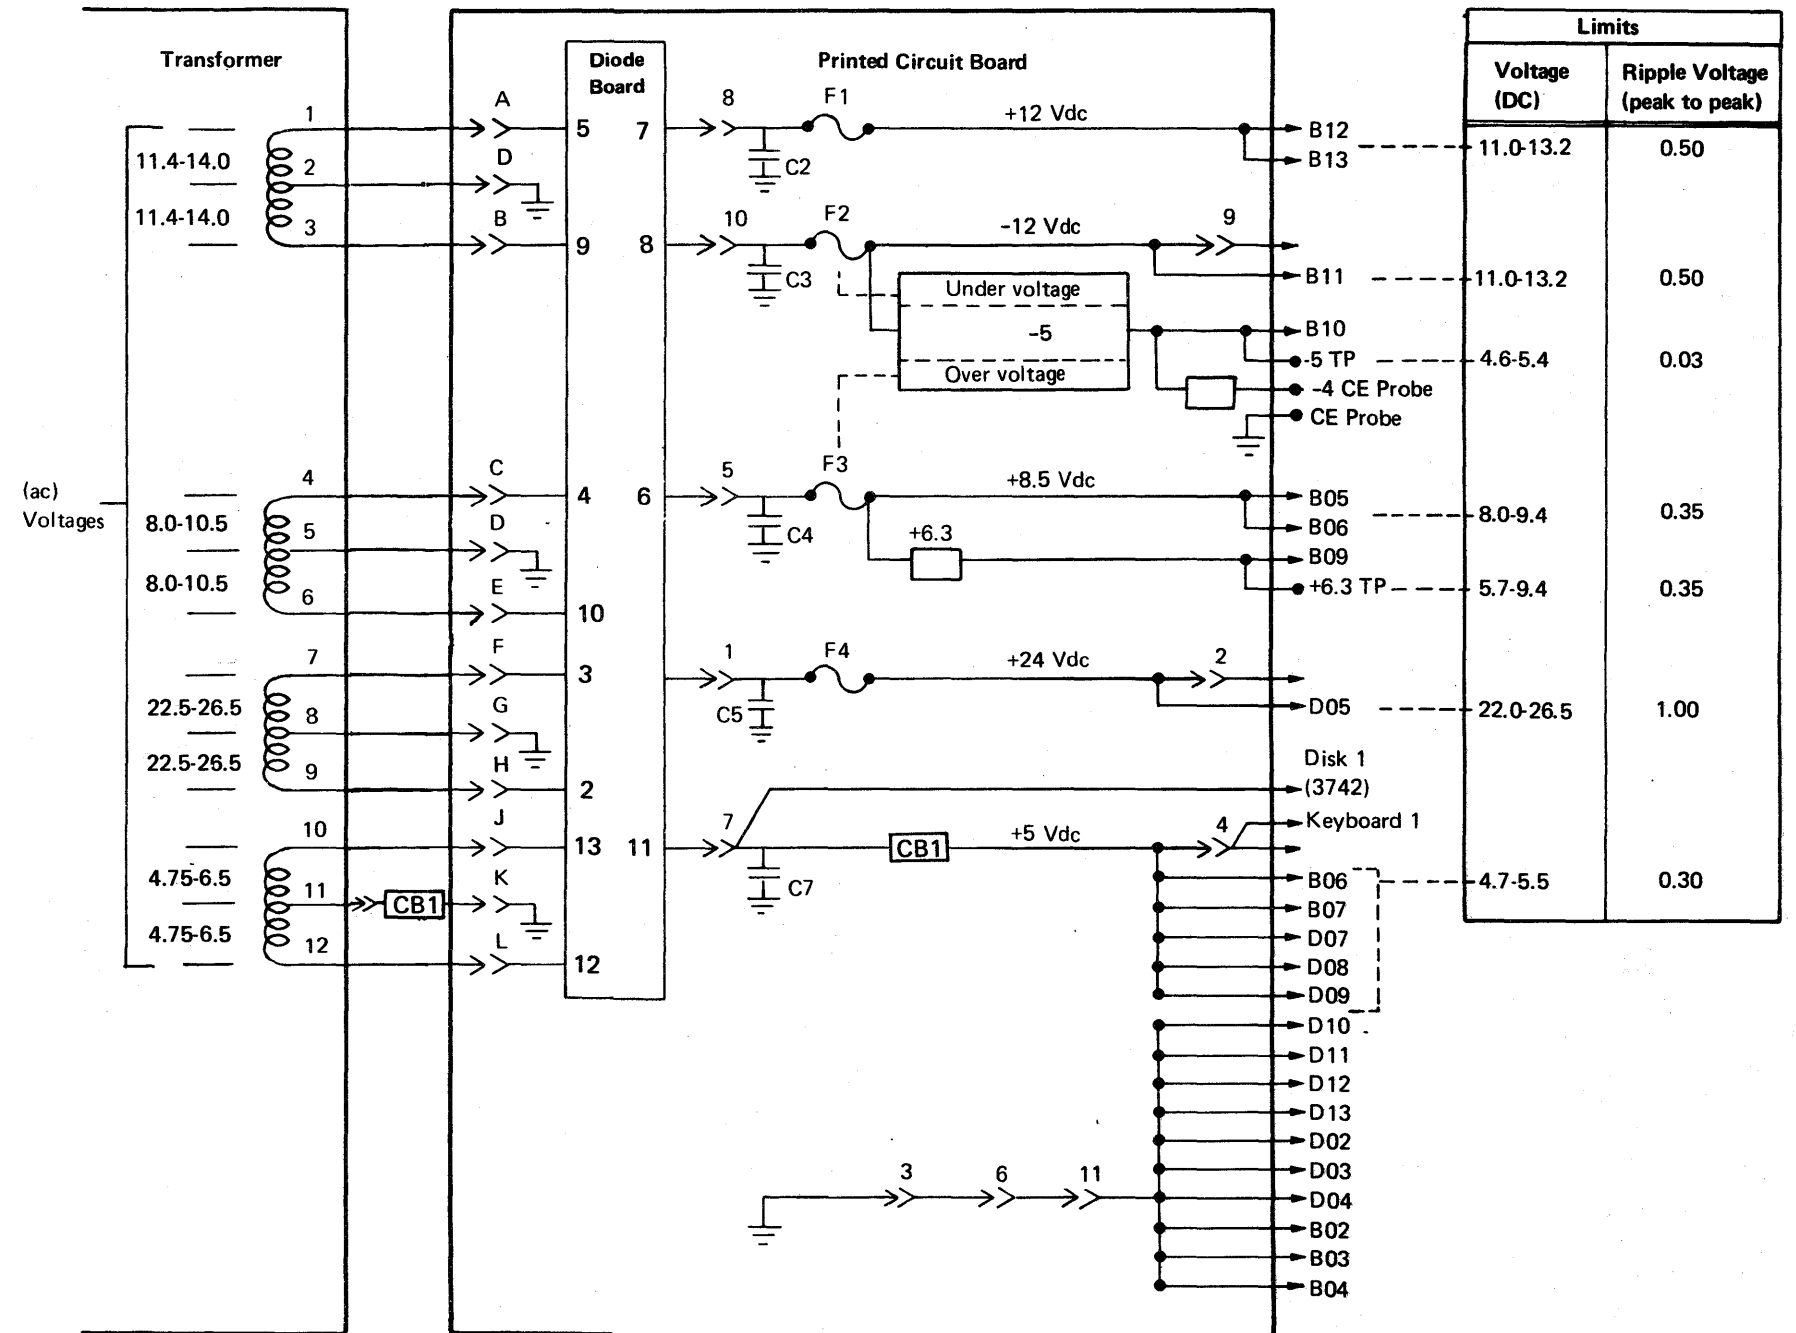 Limits
Transformer
Diode
Board
Printed Circuit Board
Voltage
(DC)
Ripple Voltage
(peak to peak)
1
A
5
7
8
F1
+12 Vdc
B12
B13
11.0-13.2
0.50
11.4-14.0
2
D
C2
11.4-14.0
3
B
9
8
10
F2
-12 Vdc
9
C3
B11
11.0-13.2
0.50
Under voltage
-5
Over voltage
B10
-5 TP
4.6-5.4
0.03
-4 CE Probe
CE Probe
(ac)
Voltages
4
C
4
6
5
F3
+8.5 Vdc
B05
B06
8.0-9.4
0.35
8.0-10.5
5
D
C4
+6.3
B09
8.0-10.5
6
E
10
+6.3 TP
5.7-9.4
0.35
7
F
3
1
F4
+24 Vdc
2
22.5-26.5
8
G
C5
D05
22.0-26.5
1.00
22.5-26.5
9
H
2
Disk 1
(3742)
10
J
13
11
7
CB1
+5 Vdc
4
Keyboard 1
4.75-6.5
11
CB1
K
C7
B06
4.7-5.5
0.30
B07
4.75-6.5
12
L
12
D07
D08
D09
D10
D11
D12
D13
D02
D03
3
6
11
D04
B02
B03
B04